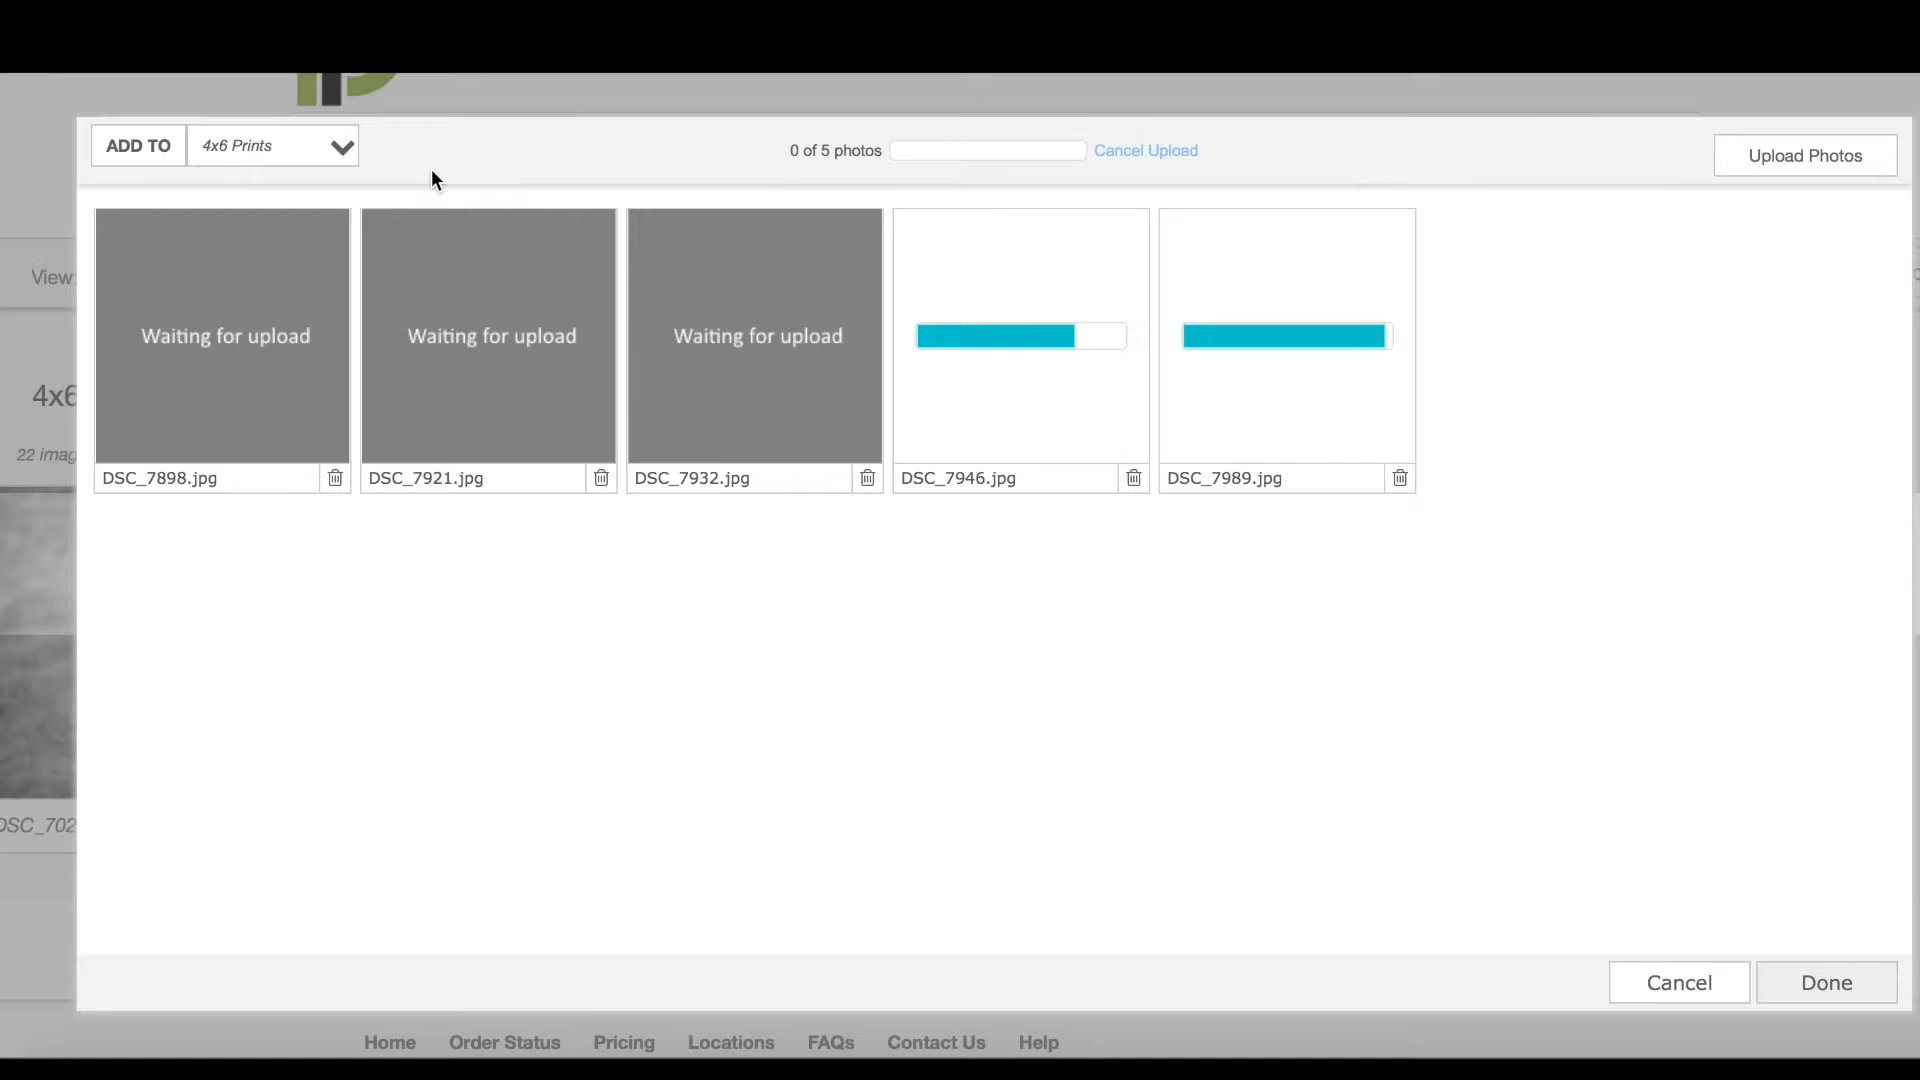 ADD TO
4x6 Prints
0 of 5 photos
Cancel Upload
Upload Photos
View:
4x6
22 imag
Waiting for upload
Waiting for upload
Waiting for upload
DSC_7898.jpg
DSC_7921.jpg
DSC_7932.jpg
DSC_7946.jpg
DSC_7989.jpg
DSC_702
Cancel
Done
Home
Order Status
Pricing
Locations
FAQs
Contact Us
Help